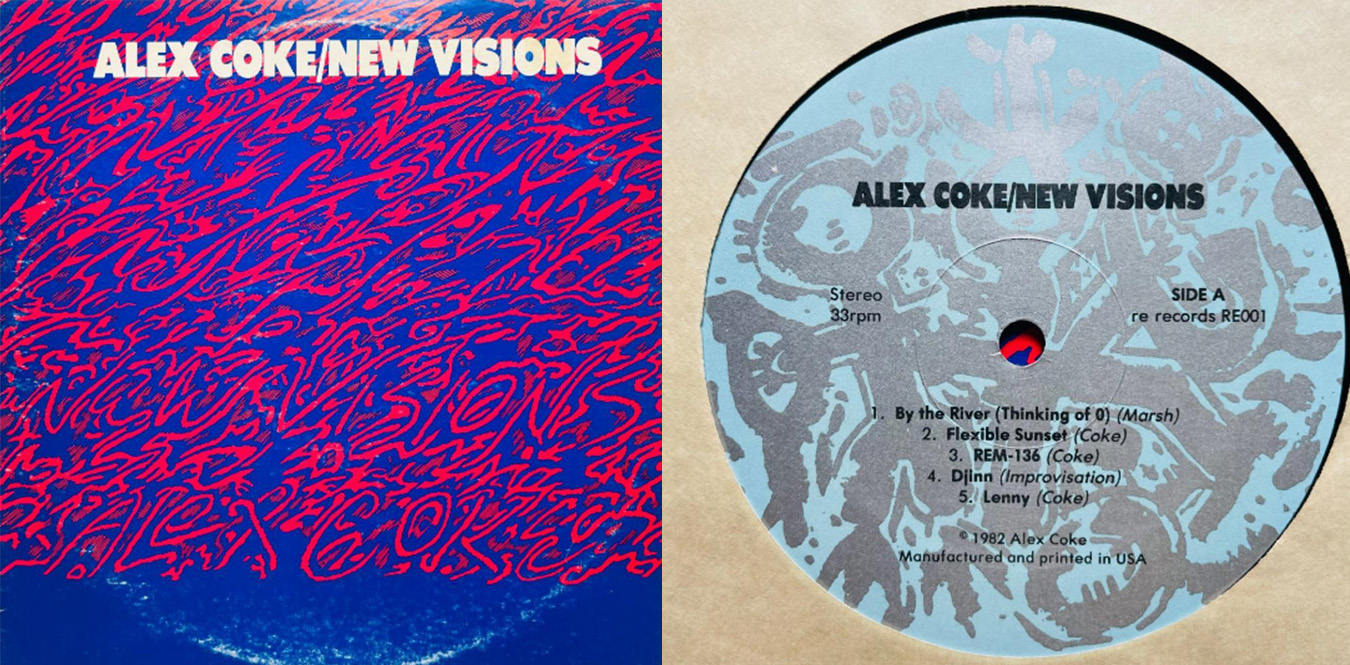 ALEX COKE/NEW VISIONS
NEW VISIONS
ALEX COKE
ALEX COKE/NEW VISIONS
Stereo
33rpm
SIDE A
re records RE001
1. By the River (Thinking of 0) (Marsh)
2. Flexible Sunset (Coke)
3. REM-136 (Coke)
4. Djinn (Improvisation)
5. Lenny (Coke)
© 1982 Alex Coke
Manufactured and printed in USA